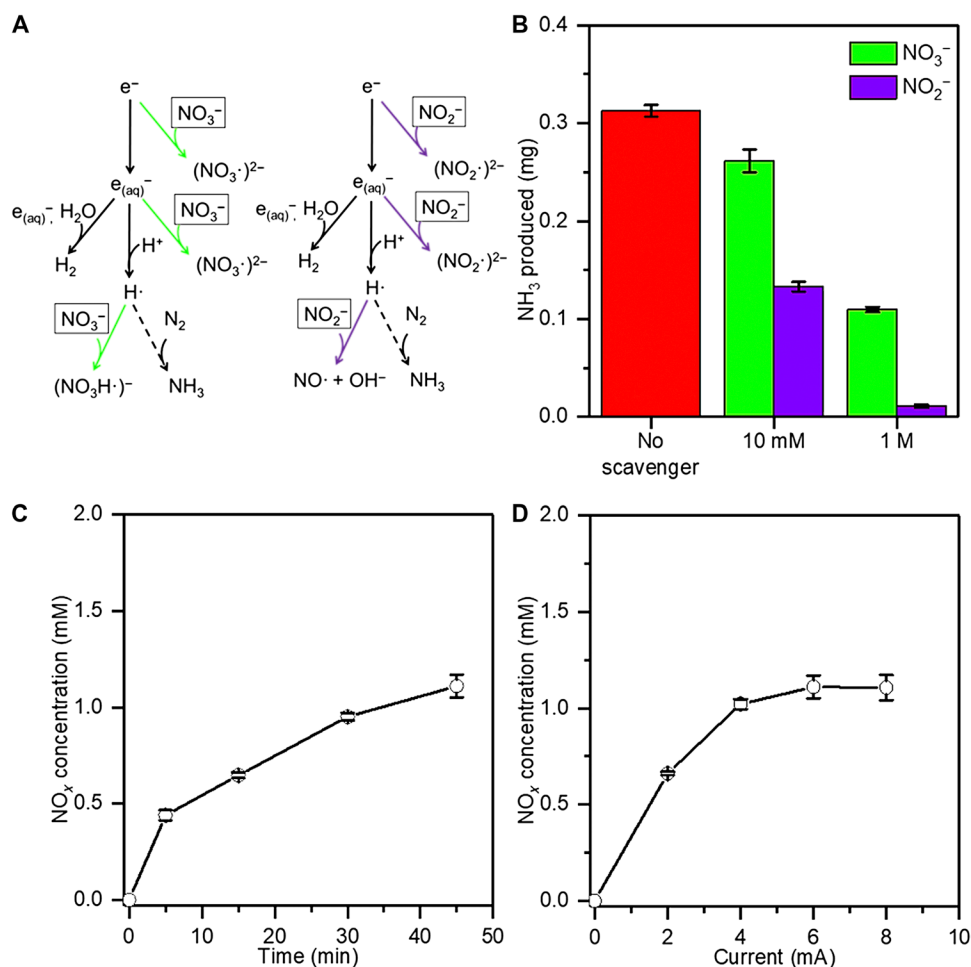 A
e⁻
NO₃⁻
(NO₃·)²⁻
e₍aq₎⁻
e₍aq₎⁻, H₂O
NO₃⁻
H⁺
(NO₃·)²⁻
H₂
H·
NO₃⁻
N₂
(NO₃H·)⁻
NH₃
e⁻
NO₂⁻
(NO₂·)²⁻
e₍aq₎⁻
e₍aq₎⁻, H₂O
NO₂⁻
H⁺
(NO₂·)²⁻
H₂
H·
NO₂⁻
N₂
NO· + OH⁻
NH₃
B
NO₃⁻
NO₂⁻
NH₃ produced (mg)
0.4
0.3
0.2
0.1
0.0
No
scavenger
10 mM
1 M
C
NOₓ concentration (mM)
2.0
1.5
1.0
0.5
0.0
0 10 20 30 40 50
Time (min)
D
NOₓ concentration (mM)
2.0
1.5
1.0
0.5
0.0
0 2 4 6 8 10
Current (mA)